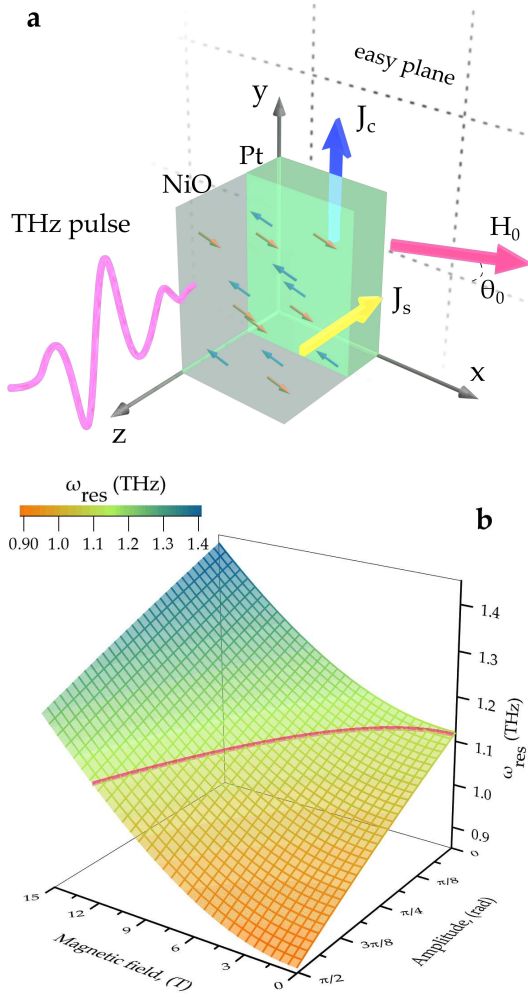 a
easy plane
y
J_c
Pt
NiO
THz pulse
H_0
θ_0
J_s
x
z
ω_res (THz)
b
0.90 1.0 1.1 1.2 1.3 1.4
1.4
1.3
1.2
1.1
1.0
0.9
ω_res (THz)
0
π/8
π/4
3π/8
π/2
Amplitude, (rad)
15
12
9
6
3
0
Magnetic field, (T)